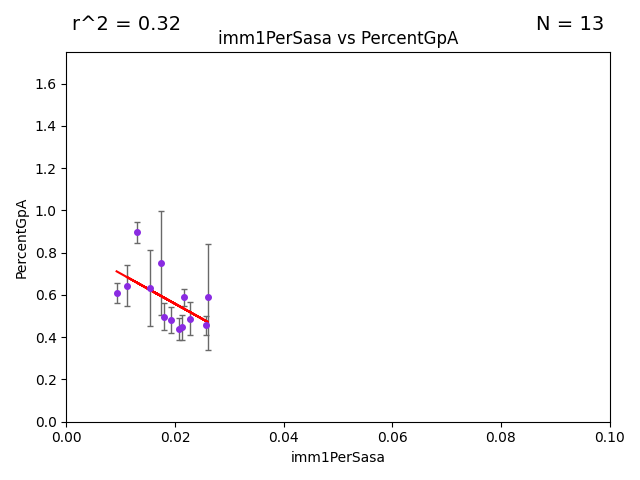 r^2 = 0.32
N = 13
imm1PerSasa vs PercentGpA
PercentGpA
1.6
1.4
1.2
1.0
0.8
0.6
0.4
0.2
0.0
0.00 0.02 0.04 0.06 0.08 0.10
imm1PerSasa